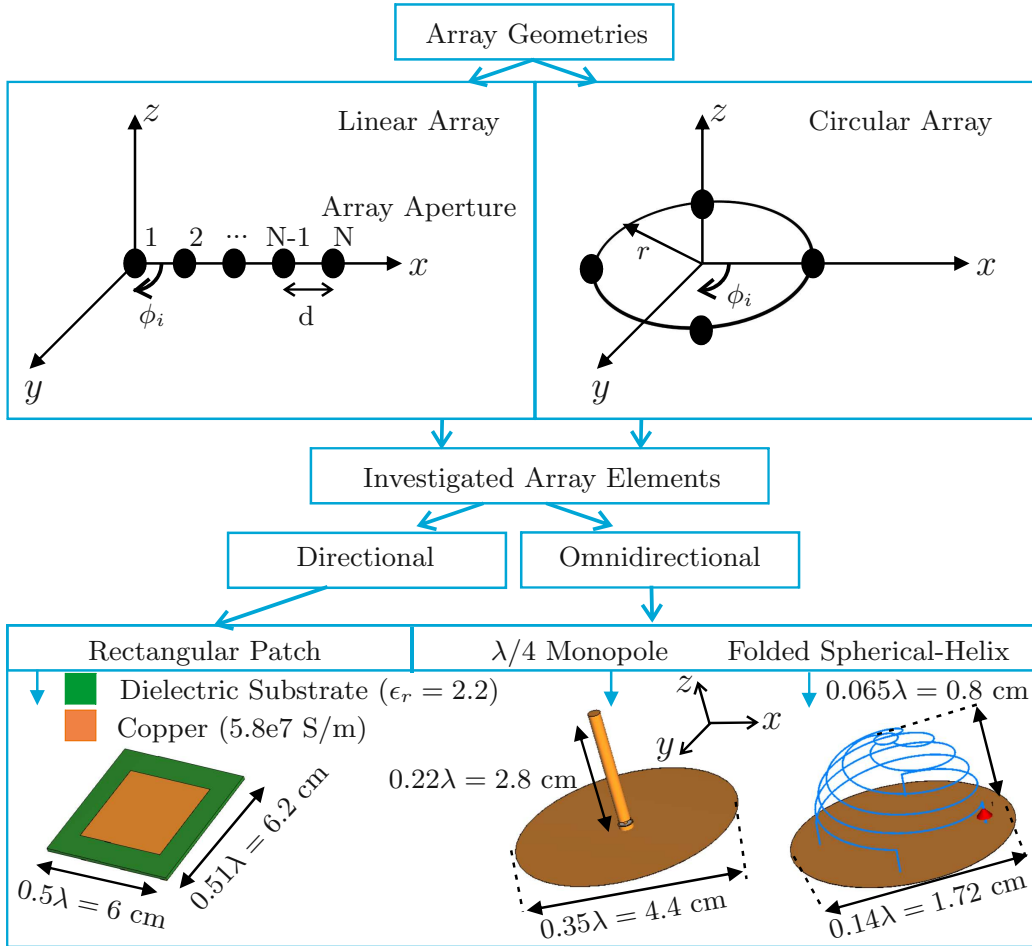 Array Geometries
z
Linear Array
Array Aperture
1 2 ... N-1 N
x
ϕᵢ
d
y
z
Circular Array
r
x
ϕᵢ
y
Investigated Array Elements
Directional
Omnidirectional
Rectangular Patch
λ/4 Monopole
Folded Spherical-Helix
Dielectric Substrate (ϵᵣ = 2.2)
Copper (5.8e7 S/m)
0.5λ = 6 cm
0.51λ = 6.2 cm
z
x
y
0.22λ = 2.8 cm
0.35λ = 4.4 cm
0.065λ = 0.8 cm
0.14λ = 1.72 cm